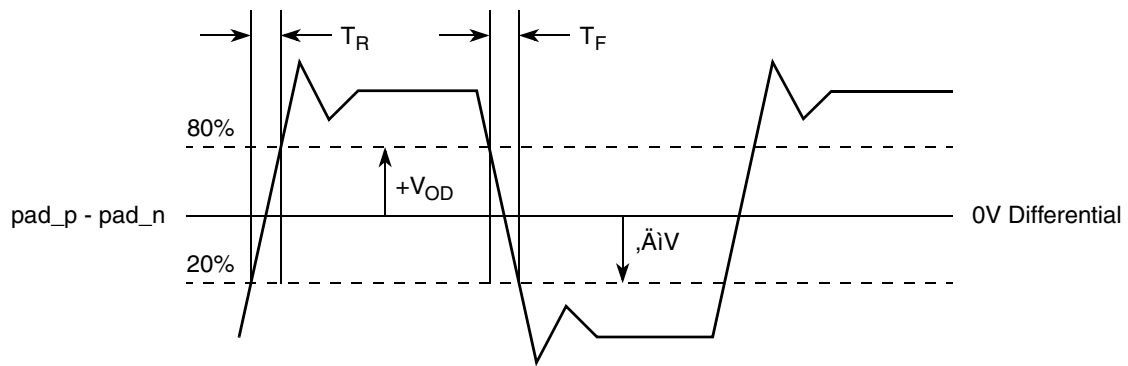 T_R
T_F
80%
+V_OD
pad_p - pad_n
0V Differential
‚ÄìV
20%